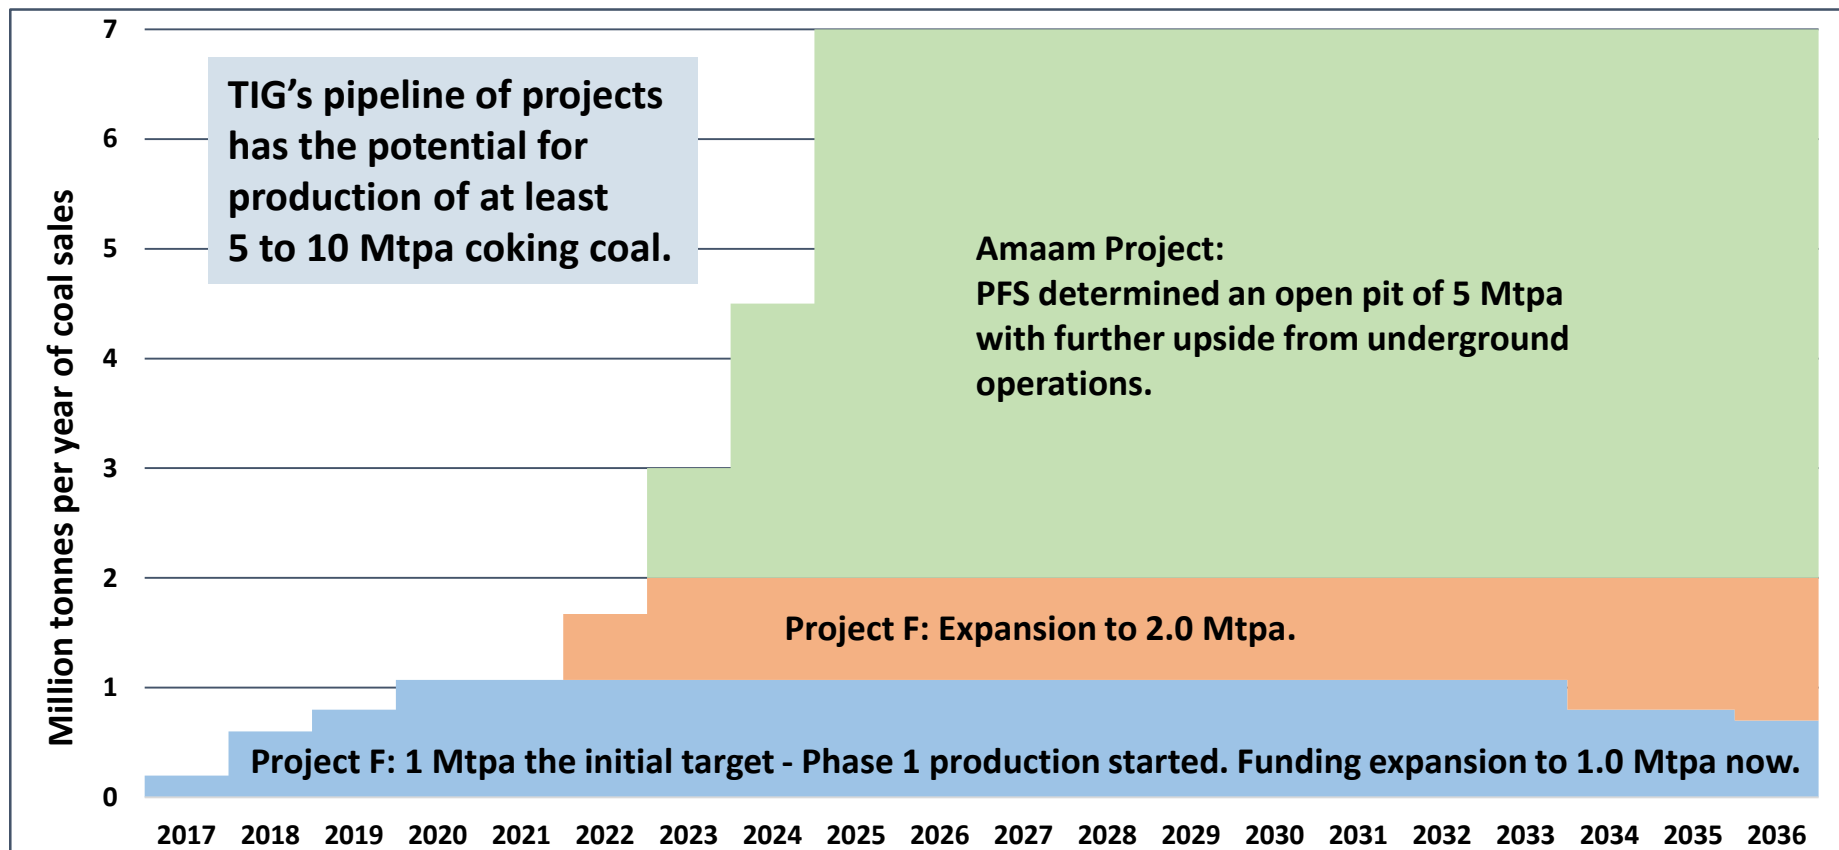 7
TIG’s pipeline of projects
has the potential for
production of at least
5 to 10 Mtpa coking coal.
6
5
4
3
2
1
0
Million tonnes per year of coal sales
Amaam Project:
PFS determined an open pit of 5 Mtpa
with further upside from underground
operations.
Project F: Expansion to 2.0 Mtpa.
Project F: 1 Mtpa the initial target - Phase 1 production started. Funding expansion to 1.0 Mtpa now.
2017 2018 2019 2020 2021 2022 2023 2024 2025 2026 2027 2028 2029 2030 2031 2032 2033 2034 2035 2036